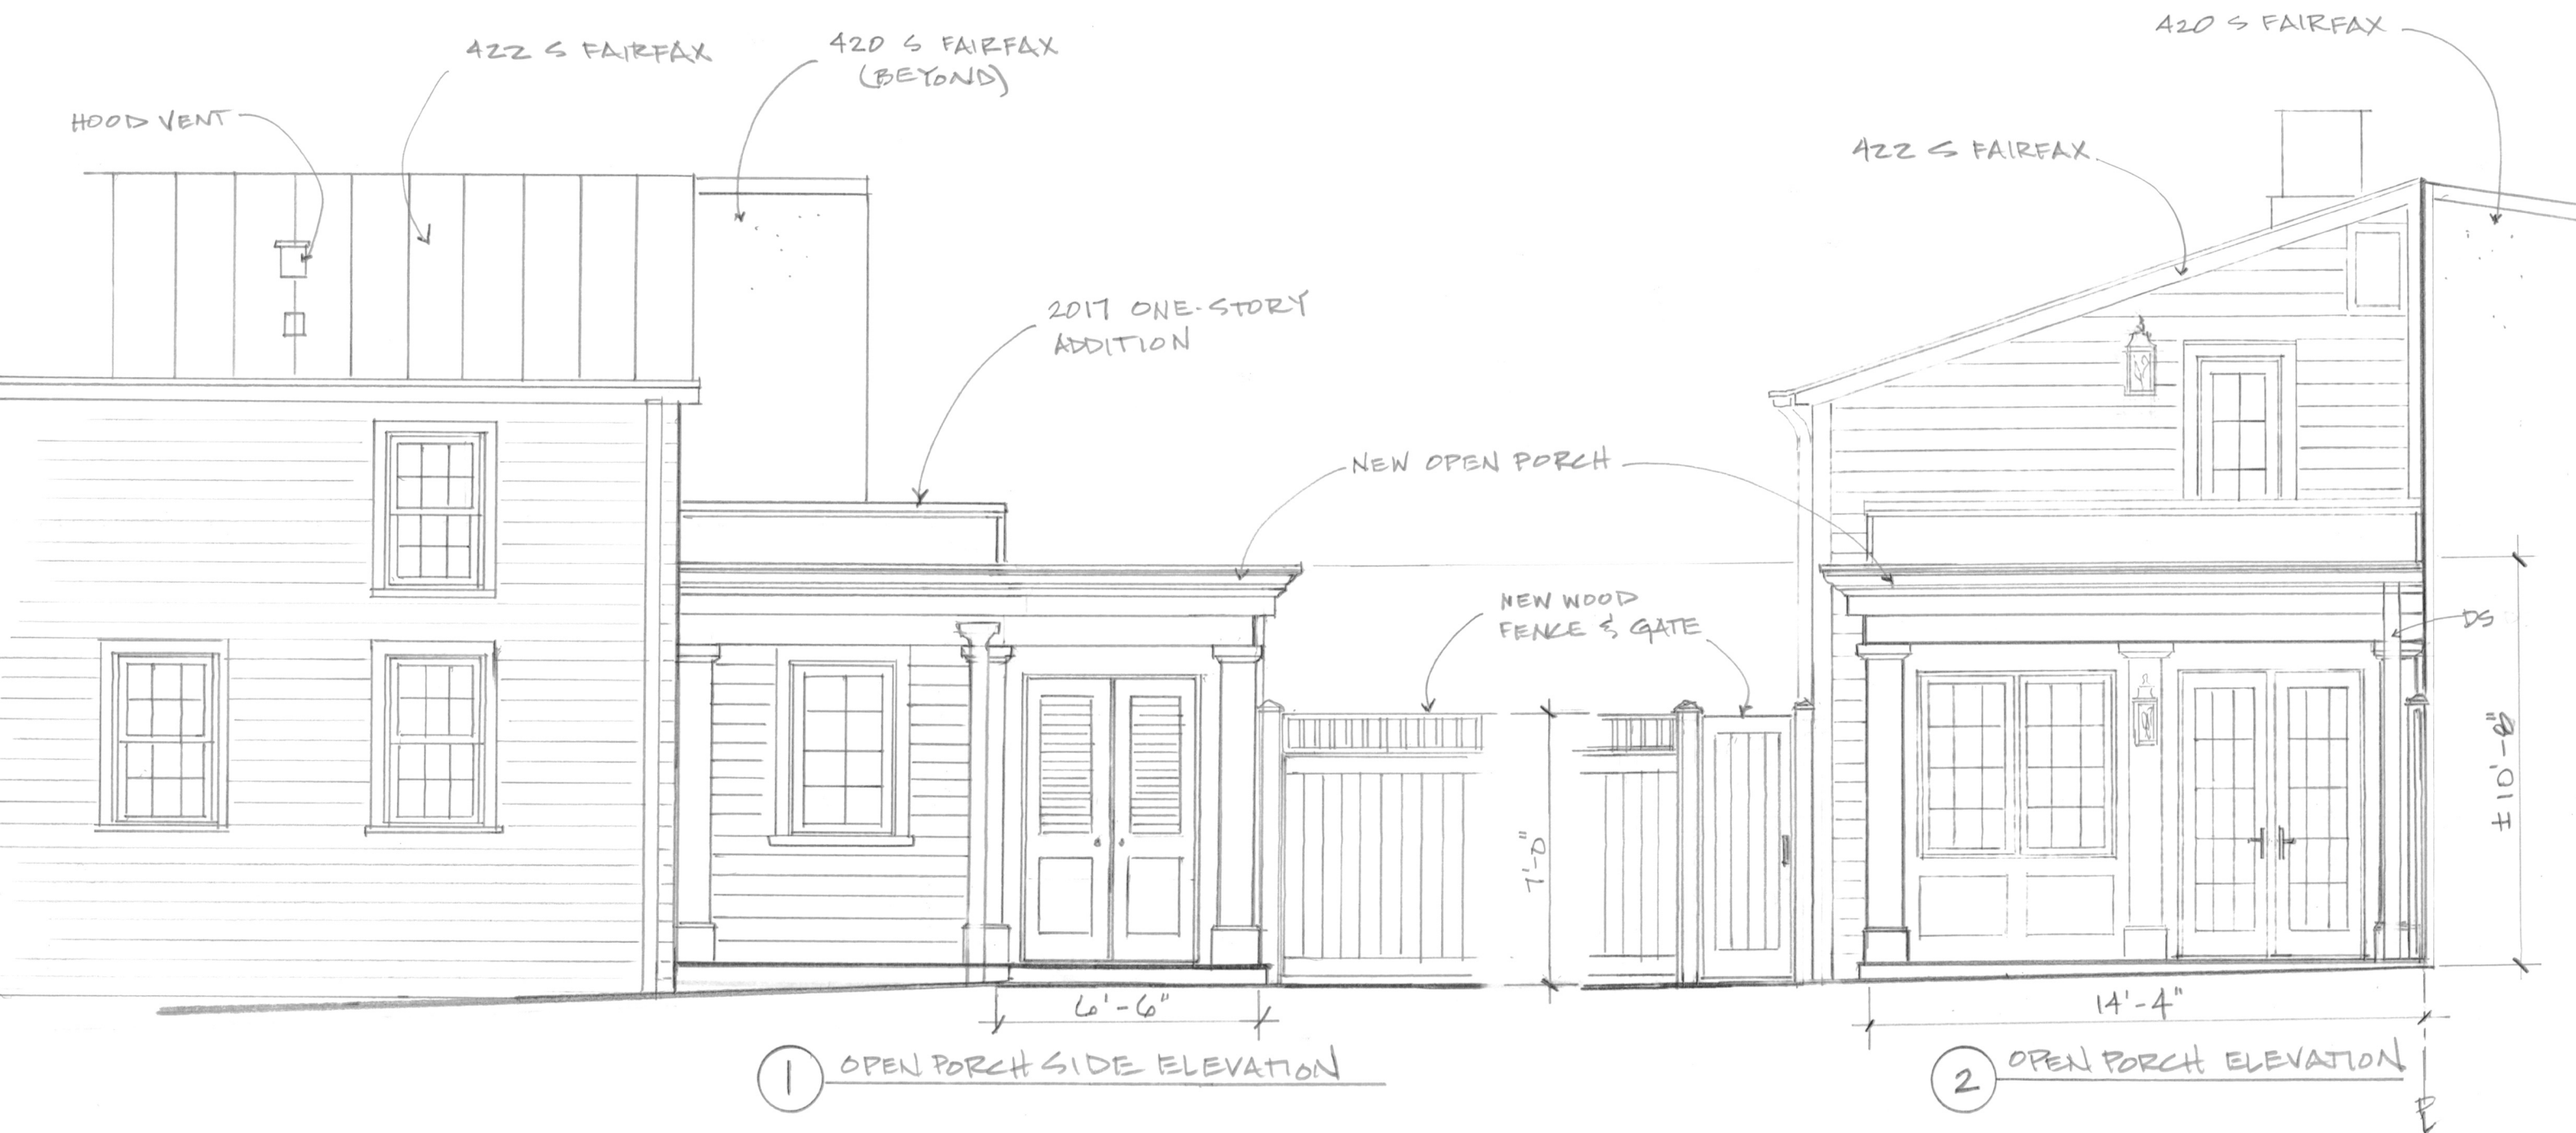 422 S FAIRFAX
420 S FAIRFAX
(BEYOND)
420 S FAIRFAX
HOOD VENT
422 S FAIRFAX
2017 ONE-STORY
ADDITION
NEW OPEN PORCH
NEW WOOD
FENCE & GATE
DS
7'-0"
± 10'-8"
6'-6"
14'-4"
1 OPEN PORCH SIDE ELEVATION
2 OPEN PORCH ELEVATION
PL